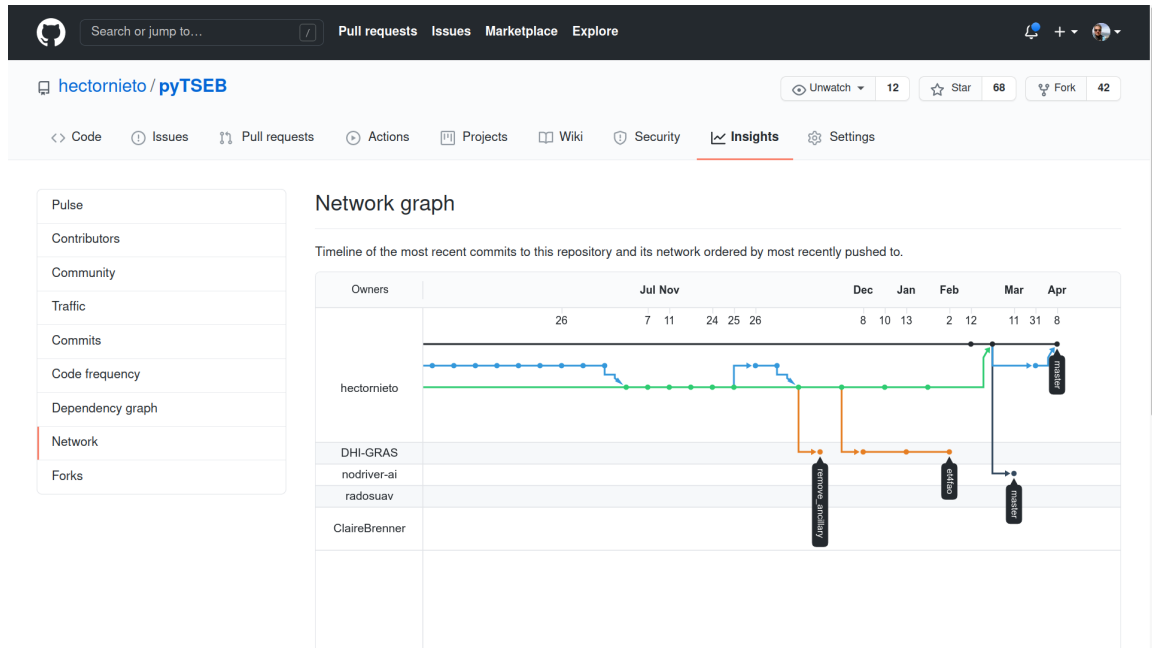 Search or jump to… /
Pull requests Issues Marketplace Explore
hectornieto / pyTSEB
Unwatch 12 Star 68 Fork 42
Code Issues Pull requests Actions Projects Wiki Security Insights Settings
Pulse
Contributors
Community
Traffic
Commits
Code frequency
Dependency graph
Network
Forks
Network graph
Timeline of the most recent commits to this repository and its network ordered by most recently pushed to.
Owners Jul Nov Dec Jan Feb Mar Apr
26 7 11 24 25 26 8 10 13 2 12 11 31 8
hectornieto
master
DHI-GRAS
nodriver-ai
radosuav
ClaireBrenner
remove_ancillary
et4fao
master